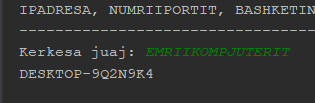 IPADRESA, NUMRIIPORTIT, BASHKETIN
---------------------------------
Kerkesa juaj: EMRIIKOMPJUTERIT
DESKTOP-9Q2N9K4